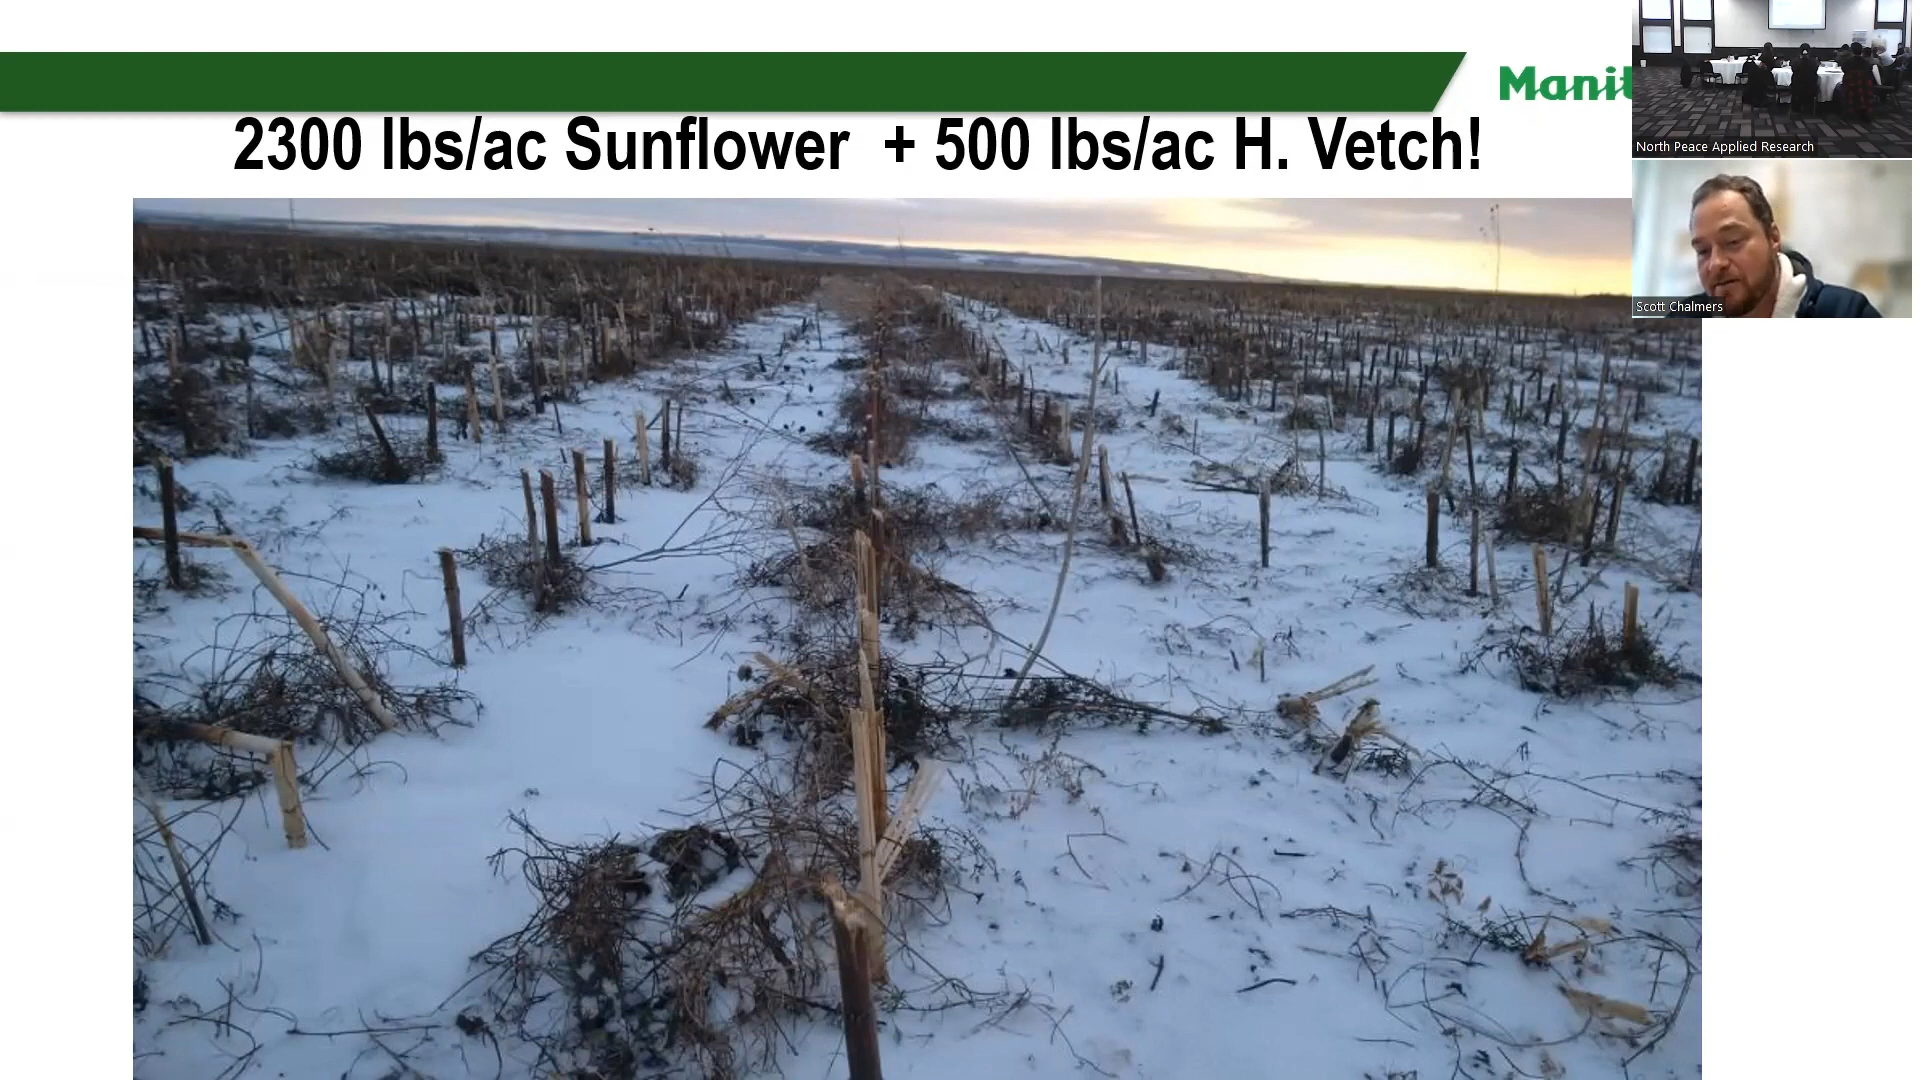 Manit
2300 lbs/ac Sunflower + 500 lbs/ac H. Vetch!
North Peace Applied Research
Scott Chalmers